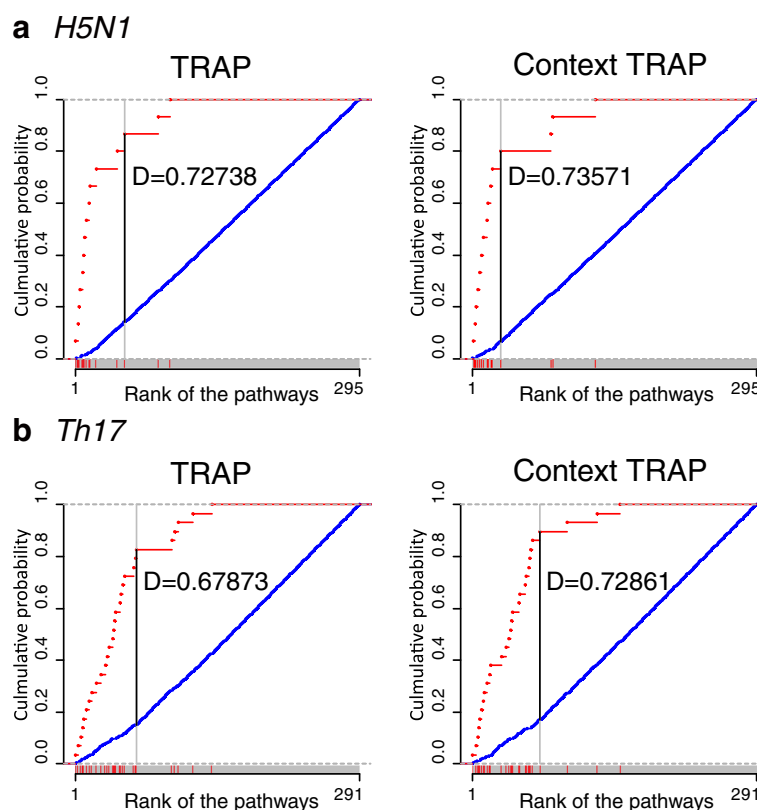 a H5N1
TRAP
Context TRAP
Culmulative probability
0.0 0.2 0.4 0.6 0.8 1.0
D=0.72738
1 Rank of the pathways 295
Culmulative probability
0.0 0.2 0.4 0.6 0.8 1.0
D=0.73571
1 Rank of the pathways 295
b Th17
TRAP
Context TRAP
Culmulative probability
0.0 0.2 0.4 0.6 0.8 1.0
D=0.67873
1 Rank of the pathways 291
Culmulative probability
0.0 0.2 0.4 0.6 0.8 1.0
D=0.72861
1 Rank of the pathways 291